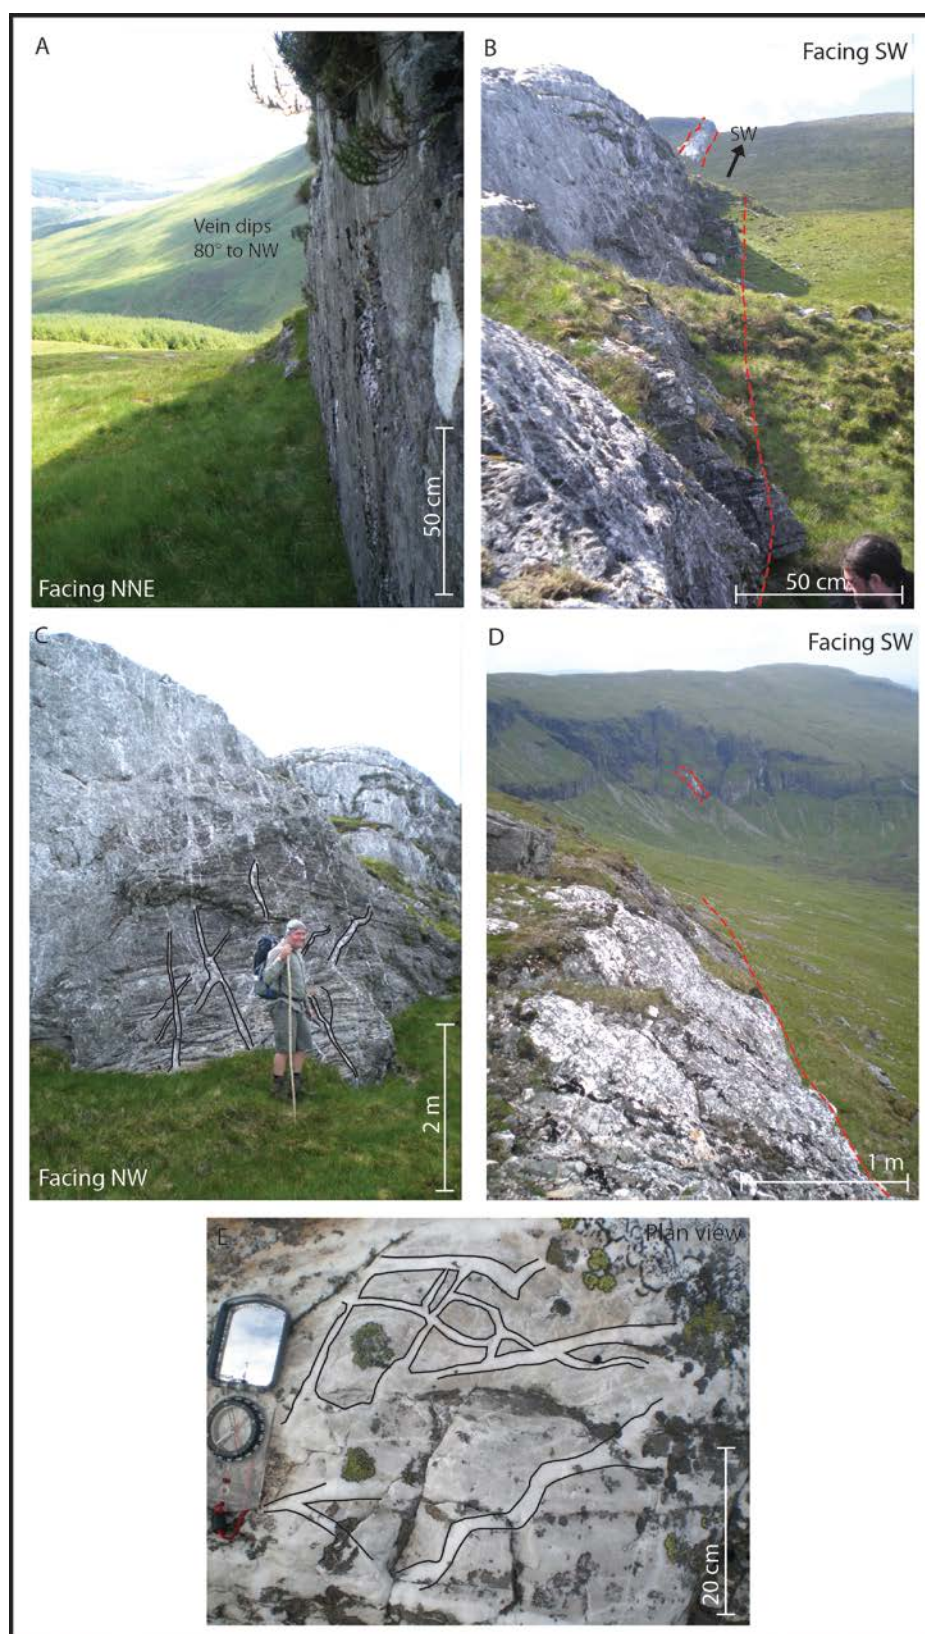 A
Vein dips
80° to NW
50 cm
Facing NNE
B
Facing SW
SW
50 cm
C
2 m
Facing NW
D
Facing SW
1 m
E
Plan view
20 cm